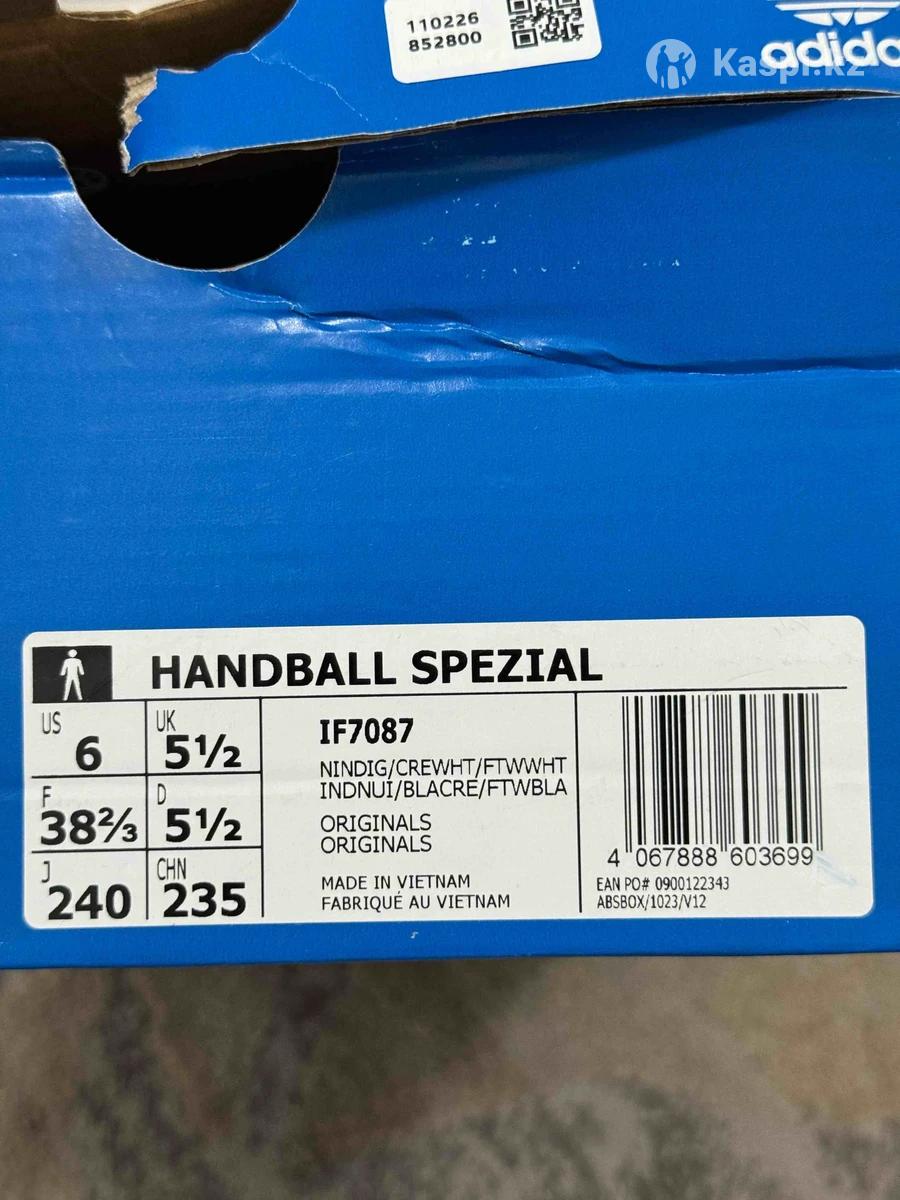 110226
852800
adidas
Kaspi.kz
HANDBALL SPEZIAL
US
6
UK
5½
F
38⅔
D
5½
J
240
CHN
235
IF7087
NINDIG/CREWHT/FTWWHT
INDNUI/BLACRE/FTWBLA
ORIGINALS
ORIGINALS
MADE IN VIETNAM
FABRIQUÉ AU VIETNAM
4 067888 603699
EAN PO# 0900122343
ABSBOX/1023/V12